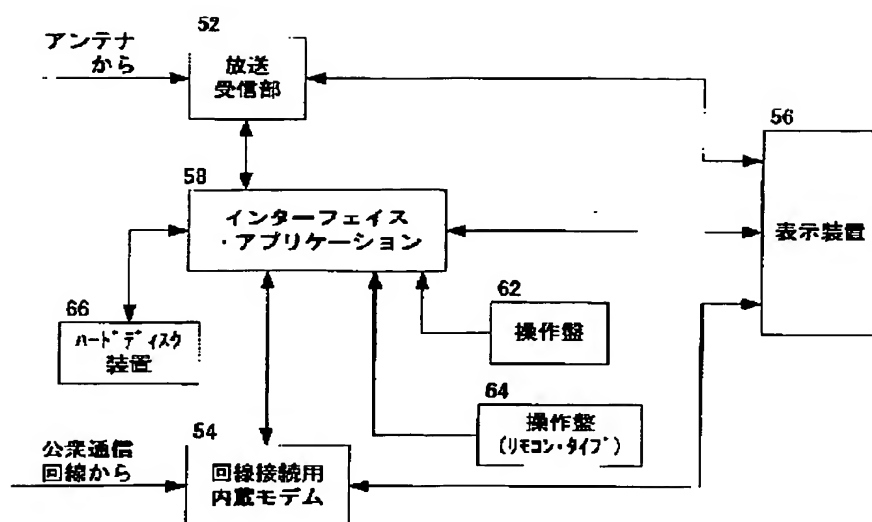 52
アンテナ
から
放送
受信部
56
表示装置
58
インターフェイス
・アプリケーション
62
操作盤
66
ハードディスク
装置
64
操作盤
(リモコン・タイプ)
54
公衆通信
回線から
回線接続用
内蔵モデム